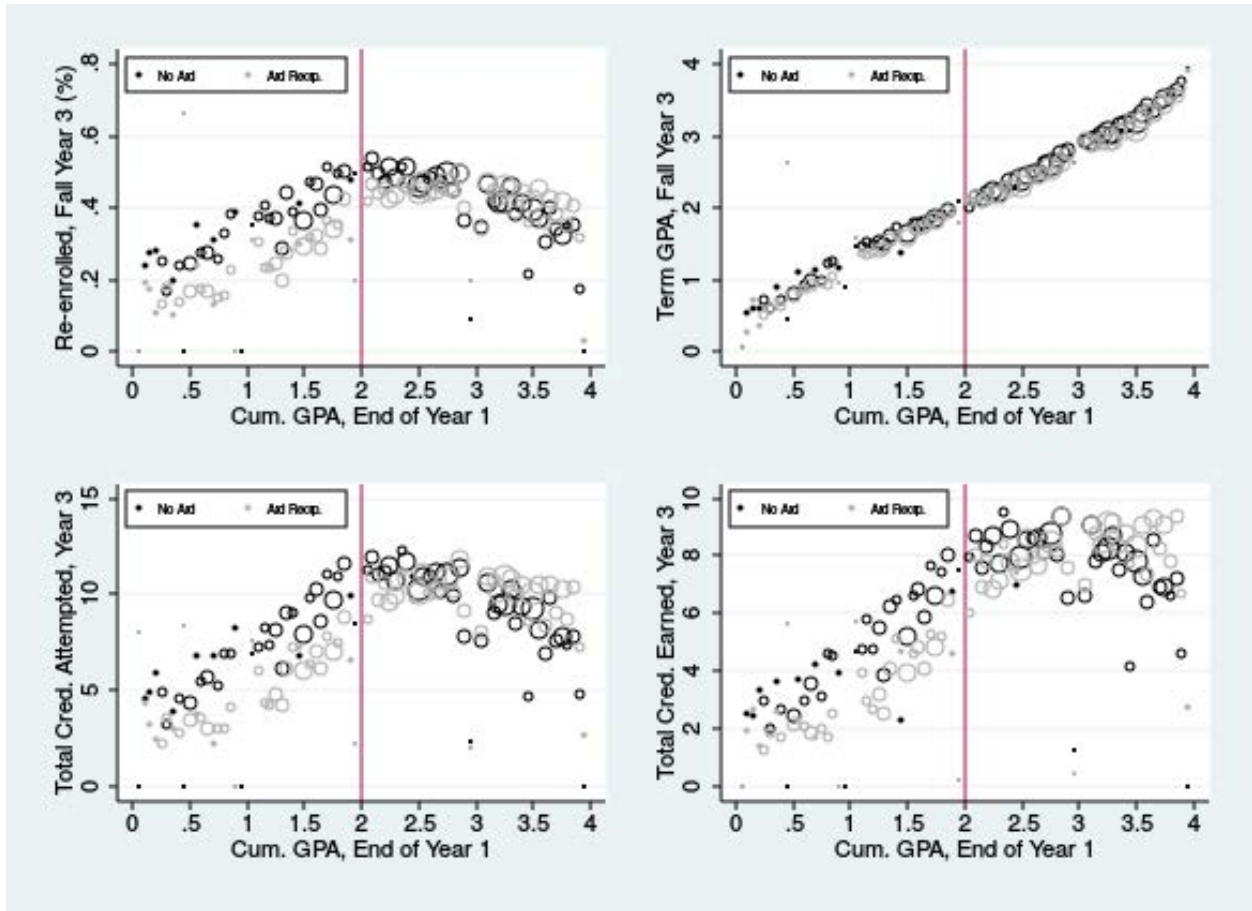 Re-enrolled, Fall Year 3 (%)
.8
.6
.4
.2
0
No Aid Aid Recip.
0 .5 1 1.5 2 2.5 3 3.5 4
Cum. GPA, End of Year 1
Term GPA, Fall Year 3
4
3
2
1
0
No Aid Aid Recip.
0 .5 1 1.5 2 2.5 3 3.5 4
Cum. GPA, End of Year 1
Total Cred. Attempted, Year 3
15
10
5
0
No Aid Aid Recip.
0 .5 1 1.5 2 2.5 3 3.5 4
Cum. GPA, End of Year 1
Total Cred. Earned, Year 3
10
8
6
4
2
0
No Aid Aid Recip.
0 .5 1 1.5 2 2.5 3 3.5 4
Cum. GPA, End of Year 1